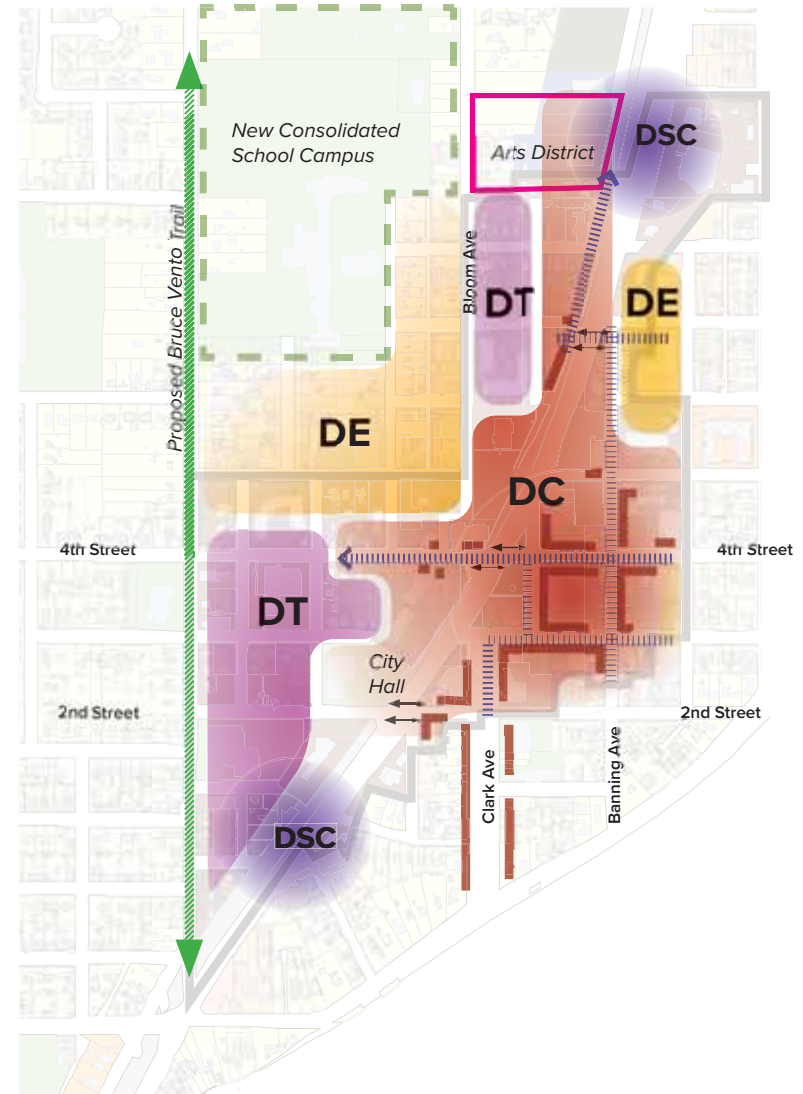 New Consolidated
School Campus
Arts District
DSC
Proposed Bruce Vento Trail
Bloom Ave
DT
DE
DE
DC
4th Street
4th Street
DT
City
Hall
2nd Street
2nd Street
Clark Ave
Banning Ave
DSC